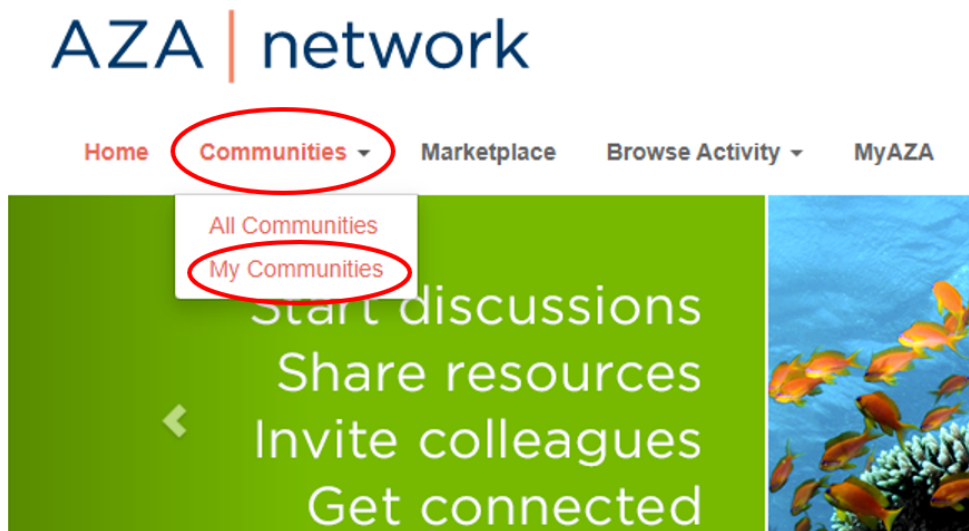 AZA | network
Home Communities Marketplace Browse Activity MyAZA
All Communities
My Communities
Start discussions
Share resources
Invite colleagues
Get connected